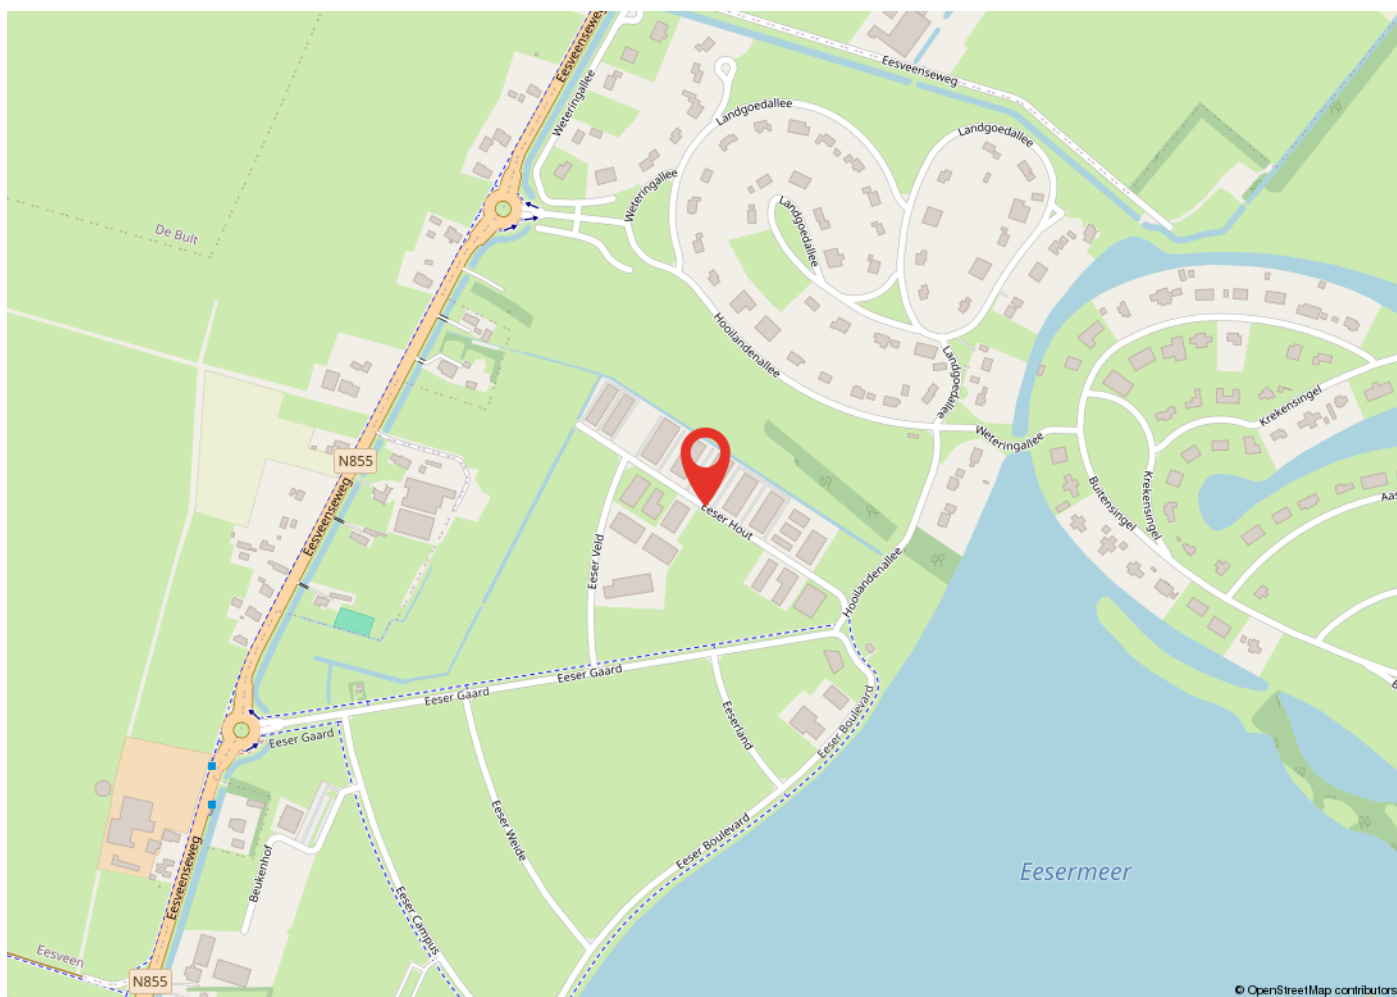 Eesveenseweg
Weteringallee
Eesveenseweg
Landgoedallee
Landgoedallee
Weteringallee
Landgoedallee
De Bult
Hooilandenallee
Landgoedallee
Krekensingel
Weteringallee
N855
Buitensingel
Krekensingel
Eesveenseweg
Eeser Hout
Eeser Veld
Hooilandenallee
Eeser Gaard
Eeser Gaard
Eeser Gaard
Eeserland
Eeser Boulevard
Eeser Weide
Eeser Boulevard
Eesveenseweg
Beukenhof
Eesermeer
Eeser Campus
Eesveen
N855
© OpenStreetMap contributors